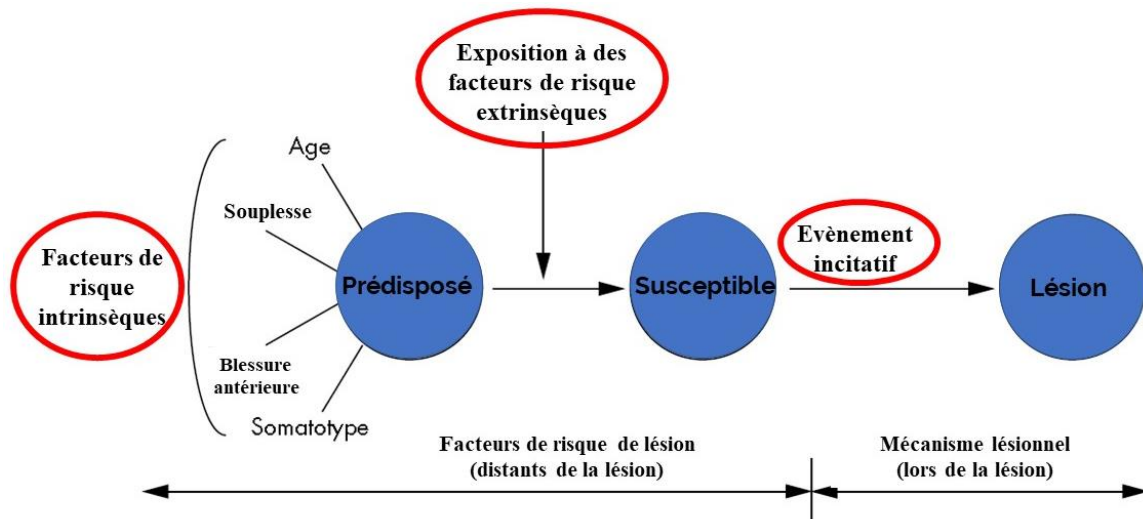 Exposition à des
facteurs de risque
extrinsèques
Age
Souplesse
Facteurs de
risque
intrinsèques
Prédisposé
Evènement
incitatif
Susceptible
Lésion
Blessure
antérieure
Somatotype
Facteurs de risque de lésion
(distants de la lésion)
Mécanisme lésionnel
(lors de la lésion)